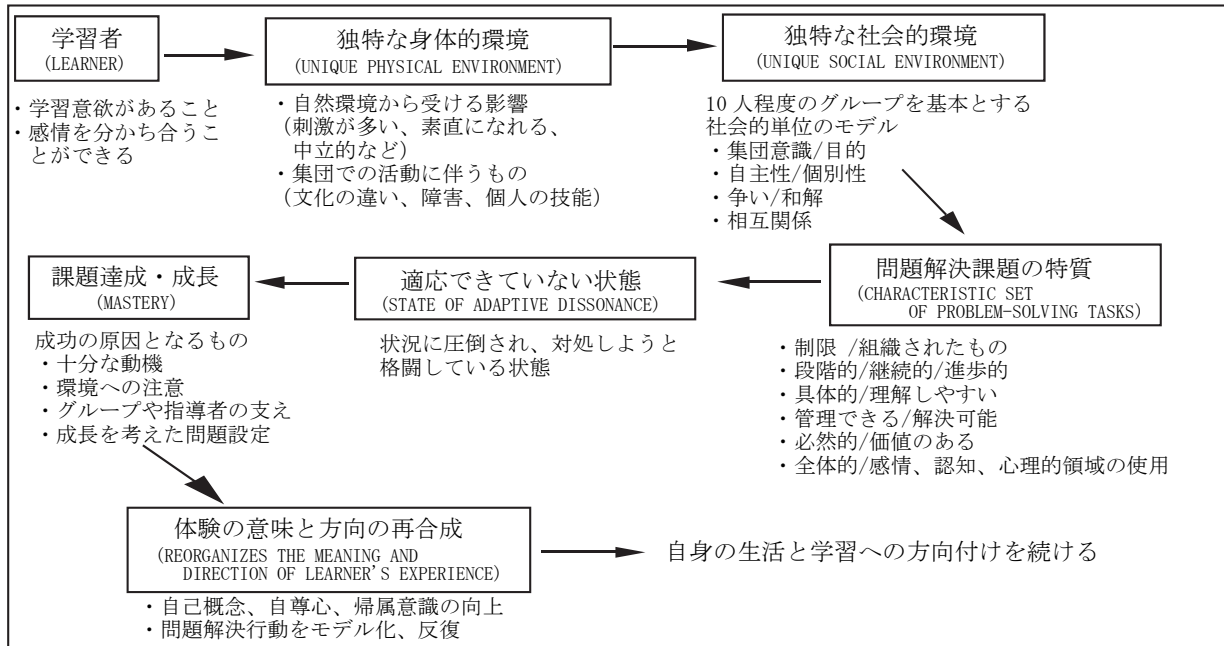 学習者
(LEARNER)
・学習意欲があること
・感情を分かち合うこ
とができる
独特な身体的環境
(UNIQUE PHYSICAL ENVIRONMENT)
・自然環境から受ける影響
(刺激が多い、素直になれる、
中立的など)
・集団での活動に伴うもの
(文化の違い、障害、個人の技能)
独特な社会的環境
(UNIQUE SOCIAL ENVIRONMENT)
10人程度のグループを基本とする
社会的単位のモデル
・集団意識/目的
・自主性/個別性
・争い/和解
・相互関係
問題解決課題の特質
(CHARACTERISTIC SET
OF PROBLEM-SOLVING TASKS)
・制限 /組織されたもの
・段階的/継続的/進歩的
・具体的/理解しやすい
・管理できる/解決可能
・必然的/価値のある
・全体的/感情、認知、心理的領域の使用
適応できていない状態
(STATE OF ADAPTIVE DISSONANCE)
状況に圧倒され、対処しようと
格闘している状態
課題達成・成長
(MASTERY)
成功の原因となるもの
・十分な動機
・環境への注意
・グループや指導者の支え
・成長を考えた問題設定
体験の意味と方向の再合成
(REORGANIZES THE MEANING AND
DIRECTION OF LEARNER'S EXPERIENCE)
・自己概念、自尊心、帰属意識の向上
・問題解決行動をモデル化、反復
自身の生活と学習への方向付けを続ける